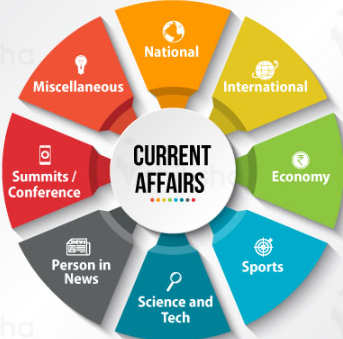 CURRENT
AFFAIRS
National
International
Economy
Sports
Science and
Tech
Person in
News
Summits /
Conference
Miscellaneous